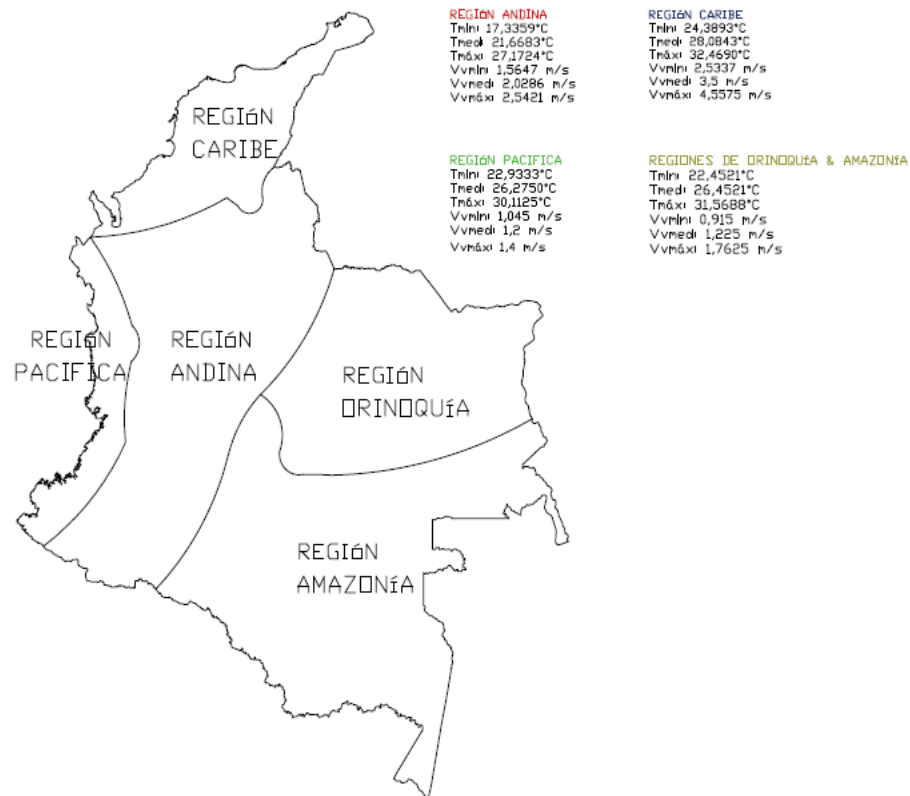 REGIóN ANDINA
Tmín: 17,3359°C
Tmed: 21,6683°C
Tmáx: 27,1724°C
Vvmín: 1,5647 m/s
Vvmed: 2,0286 m/s
Vvmáx: 2,5421 m/s
REGIóN CARIBE
Tmín: 24,3893°C
Tmed: 28,0843°C
Tmáx: 32,4690°C
Vvmín: 2,5337 m/s
Vvmed: 3,5 m/s
Vvmáx: 4,5575 m/s
REGIóN PACIFICA
Tmín: 22,9333°C
Tmed: 26,2750°C
Tmáx: 30,1125°C
Vvmín: 1,045 m/s
Vvmed: 1,2 m/s
Vvmáx: 1,4 m/s
REGIONES DE ORINOQUíA & AMAZONíA
Tmín: 22,4521°C
Tmed: 26,4521°C
Tmáx: 31,5688°C
Vvmín: 0,915 m/s
Vvmed: 1,225 m/s
Vvmáx: 1,7625 m/s
REGIóN
CARIBE
REGIóN
PACIFICA
REGIóN
ANDINA
REGIóN
ORINOQUíA
REGIóN
AMAZONíA